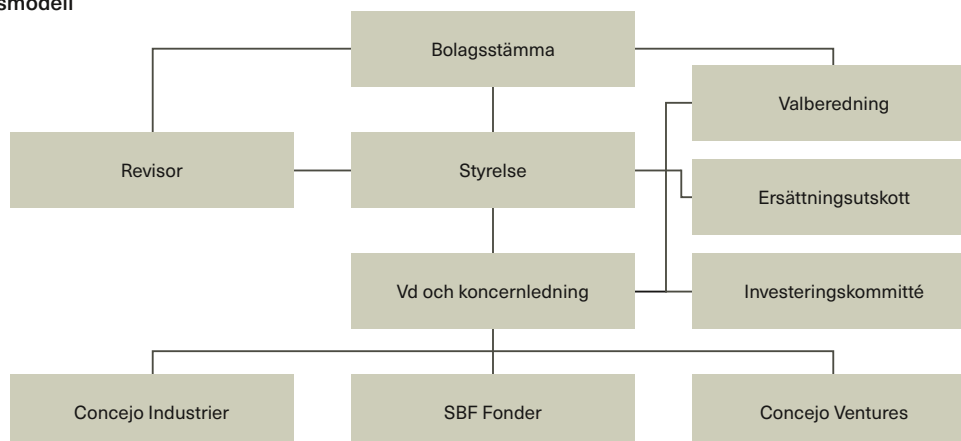 smodell
Bolagsstämma
Valberedning
Revisor
Styrelse
Ersättningsutskott
Vd och koncernledning
Investeringskommitté
Concejo Industrier
SBF Fonder
Concejo Ventures